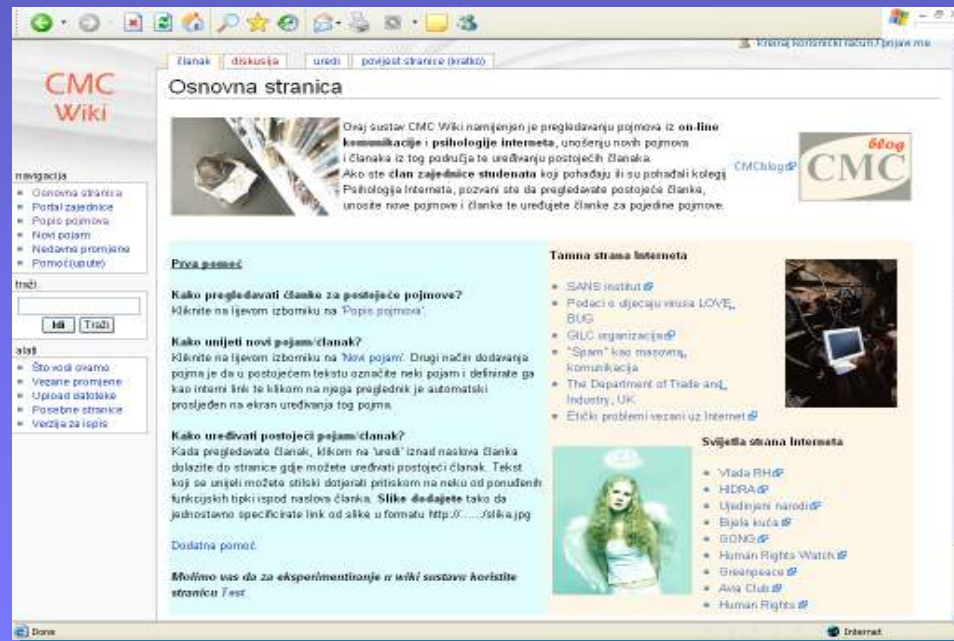 Kreiraj korisnički račun / prijavi me
članak diskusija uredi povijest stranice (kratko)
CMC
Wiki
Osnovna stranica
Ovaj sustav CMC Wiki namijenjen je pregledavanju pojmova iz on-line
komunikacije i psihologije interneta, unošenju novih pojmova
i članaka iz tog područja te uređivanju postojećih članaka.
Ako ste član zajednice studenata koji pohađaju ili su pohađali kolegij
Psihologija Interneta, pozvani ste da pregledavate postojeće članke,
unosite nove pojmove i članke te uređujete članke za pojedine pojmove.
CMCblog
blog
CMC
navigacija
Osnovna stranica
Portal zajednice
Popis pojmova
Novi pojam
Nedavne promjene
Pomoć(upute)
traži
Idi Traži
alati
Što vodi ovamo
Vezane promjene
Upload datoteke
Posebne stranice
Verzija za ispis
Prva pomoć
Kako pregledavati članke za postojeće pojmove?
Kliknite na lijevom izborniku na 'Popis pojmova'.
Kako unijeti novi pojam/članak?
Kliknite na lijevom izborniku na 'Novi pojam'. Drugi način dodavanja
pojma je da u postojećem tekstu označite neki pojam i definirate ga
kao interni link te klikom na njega preglednik je automatski
prosljeđen na ekran uređivanja tog pojma.
Kako uređivati postojeći pojam/članak?
Kada pregledavate članak, klikom na 'uredi' iznad naslova članka
dolazite do stranice gdje možete uređivati postojeći članak. Tekst
koji se unijeli možete stilski dotjerati pritiskom na neku od ponuđenih
funkcijskih tipki ispod naslova članka. Slike dodajete tako da
jednostavno specificirate link od slike u formatu http://....../slika.jpg
Dodatna pomoć
Molimo vas da za eksperimentiranje u wiki sustavu koristite
stranicu Test
Tamna strana Interneta
SANS institut
Podaci o utjecaju virusa LOVE
BUG
GILC organizacija
"Spam" kao masovna
komunikacija
The Department of Trade and
Industry, UK
Etički problemi vezani uz Internet
Svijetla strana Interneta
Vlada RH
HIDRA
Ujedinjeni narodi
Bijela kuća
GONG
Human Rights Watch
Greenpeace
Avia Club
Human Rights
Done
Internet